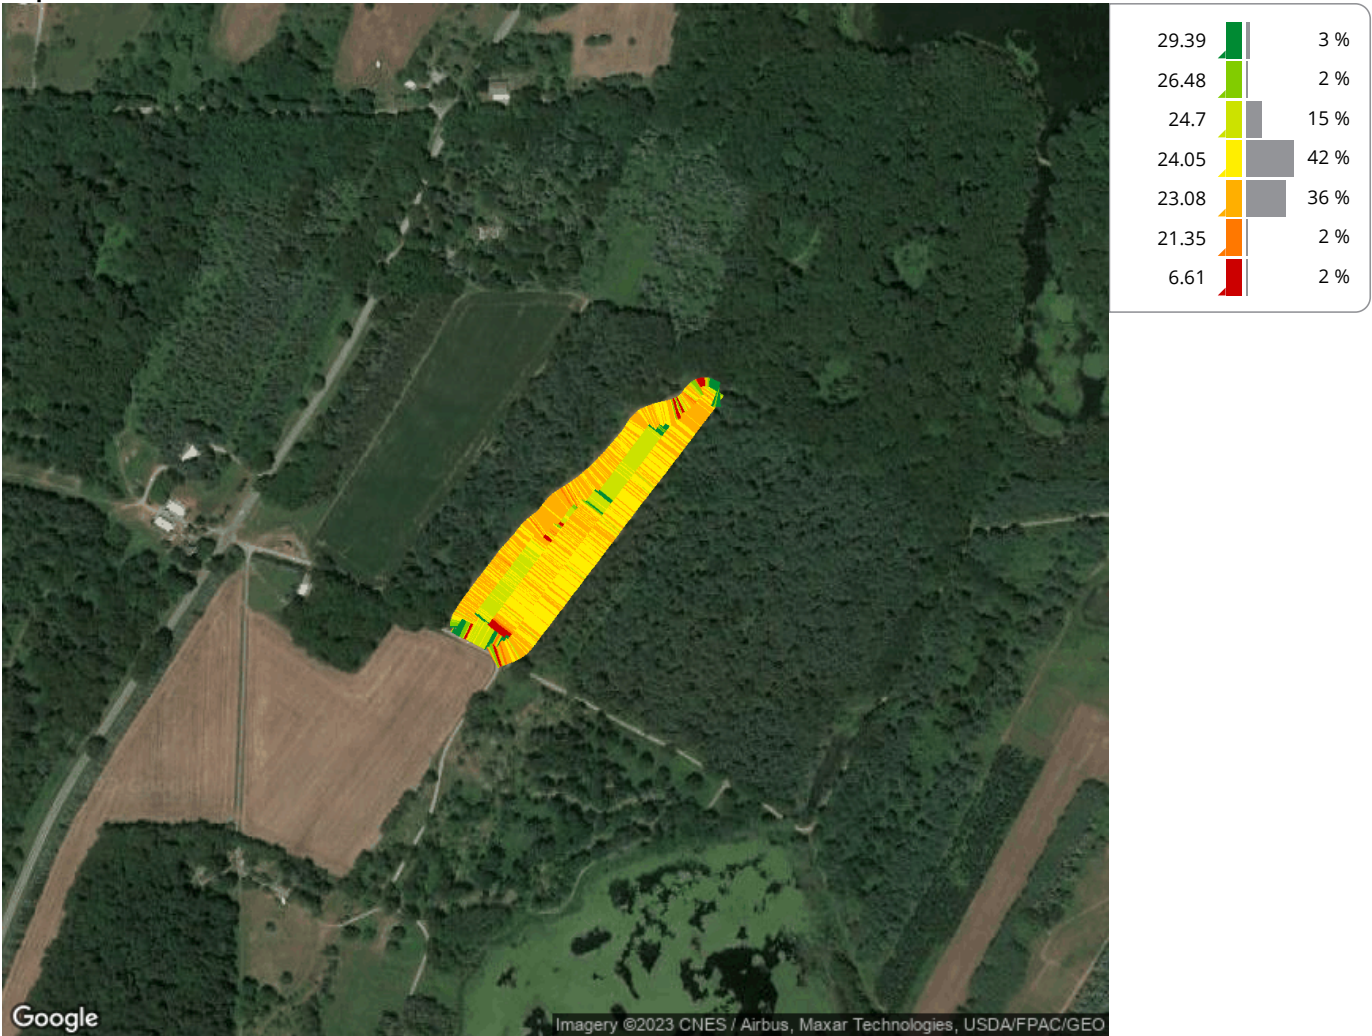 29.39 3 %
26.48 2 %
24.7 15 %
24.05 42 %
23.08 36 %
21.35 2 %
6.61 2 %
Google
Imagery ©2023 CNES / Airbus, Maxar Technologies, USDA/FPAC/GEO